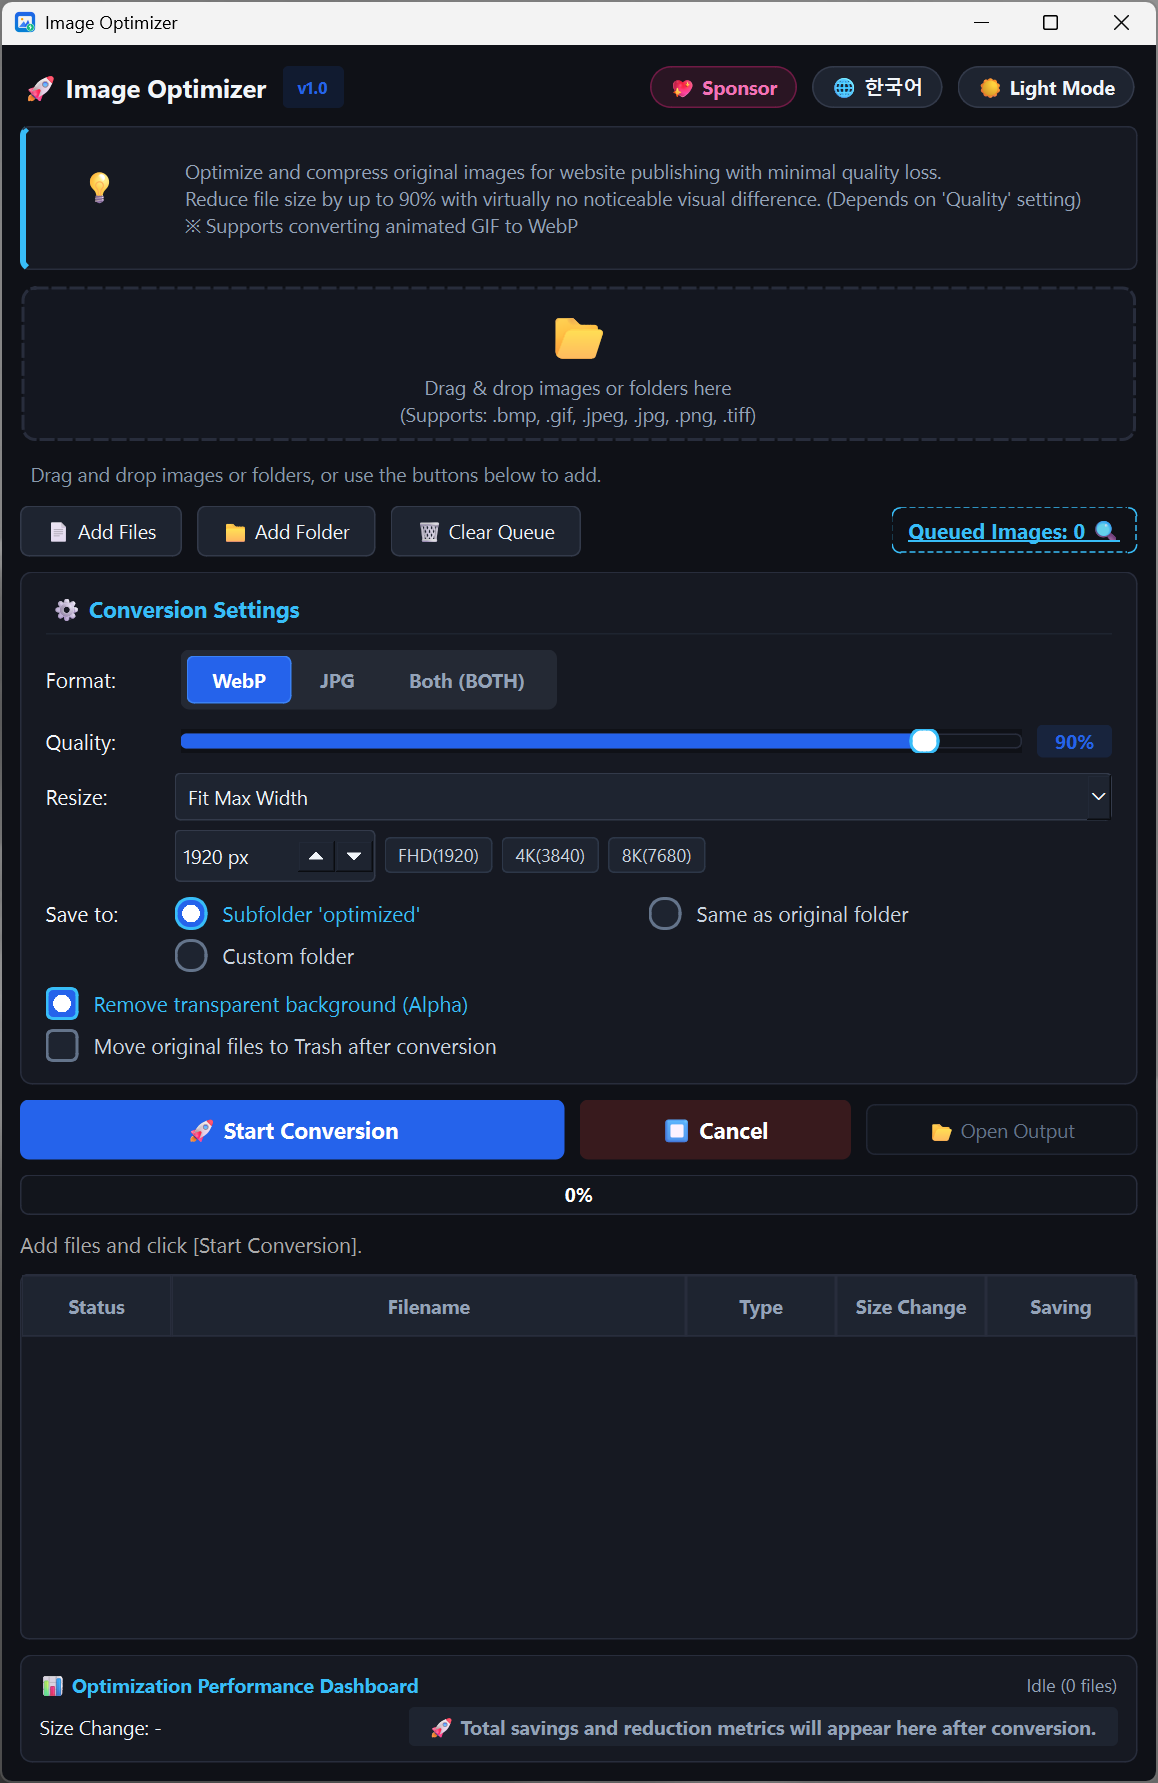 Image Optimizer
Image Optimizer v1.0 Sponsor 한국어 Light Mode
Optimize and compress original images for website publishing with minimal quality loss.
Reduce file size by up to 90% with virtually no noticeable visual difference. (Depends on 'Quality' setting)
※ Supports converting animated GIF to WebP
Drag & drop images or folders here
(Supports: .bmp, .gif, .jpeg, .jpg, .png, .tiff)
Drag and drop images or folders, or use the buttons below to add.
Add Files Add Folder Clear Queue Queued Images: 0
Conversion Settings
Format: WebP JPG Both (BOTH)
Quality: 90%
Resize: Fit Max Width
1920 px FHD(1920) 4K(3840) 8K(7680)
Save to: Subfolder 'optimized' Same as original folder
Custom folder
Remove transparent background (Alpha)
Move original files to Trash after conversion
Start Conversion Cancel Open Output
0%
Add files and click [Start Conversion].
Status Filename Type Size Change Saving
Optimization Performance Dashboard Idle (0 files)
Size Change: - Total savings and reduction metrics will appear here after conversion.